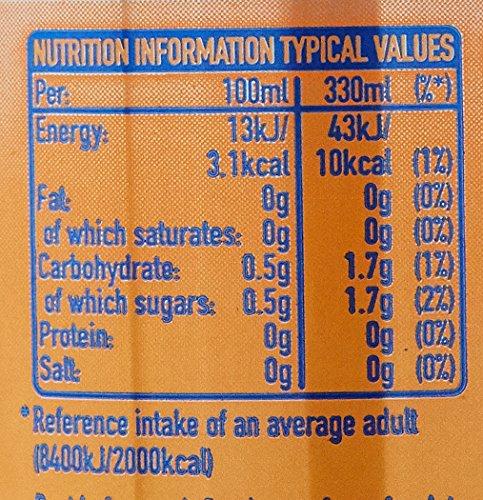 NUTRITION INFORMATION TYPICAL VALUES
Per: 100ml 330ml (%*)
Energy: 13kJ/ 43kJ/
3.1kcal 10kcal (1%)
Fat: 0g 0g (0%)
of which saturates: 0g 0g (0%)
Carbohydrate: 0.5g 1.7g (1%)
of which sugars: 0.5g 1.7g (2%)
Protein: 0g 0g (0%)
Salt: 0g 0g (0%)
*Reference intake of an average adult
(8400kJ/2000kcal)